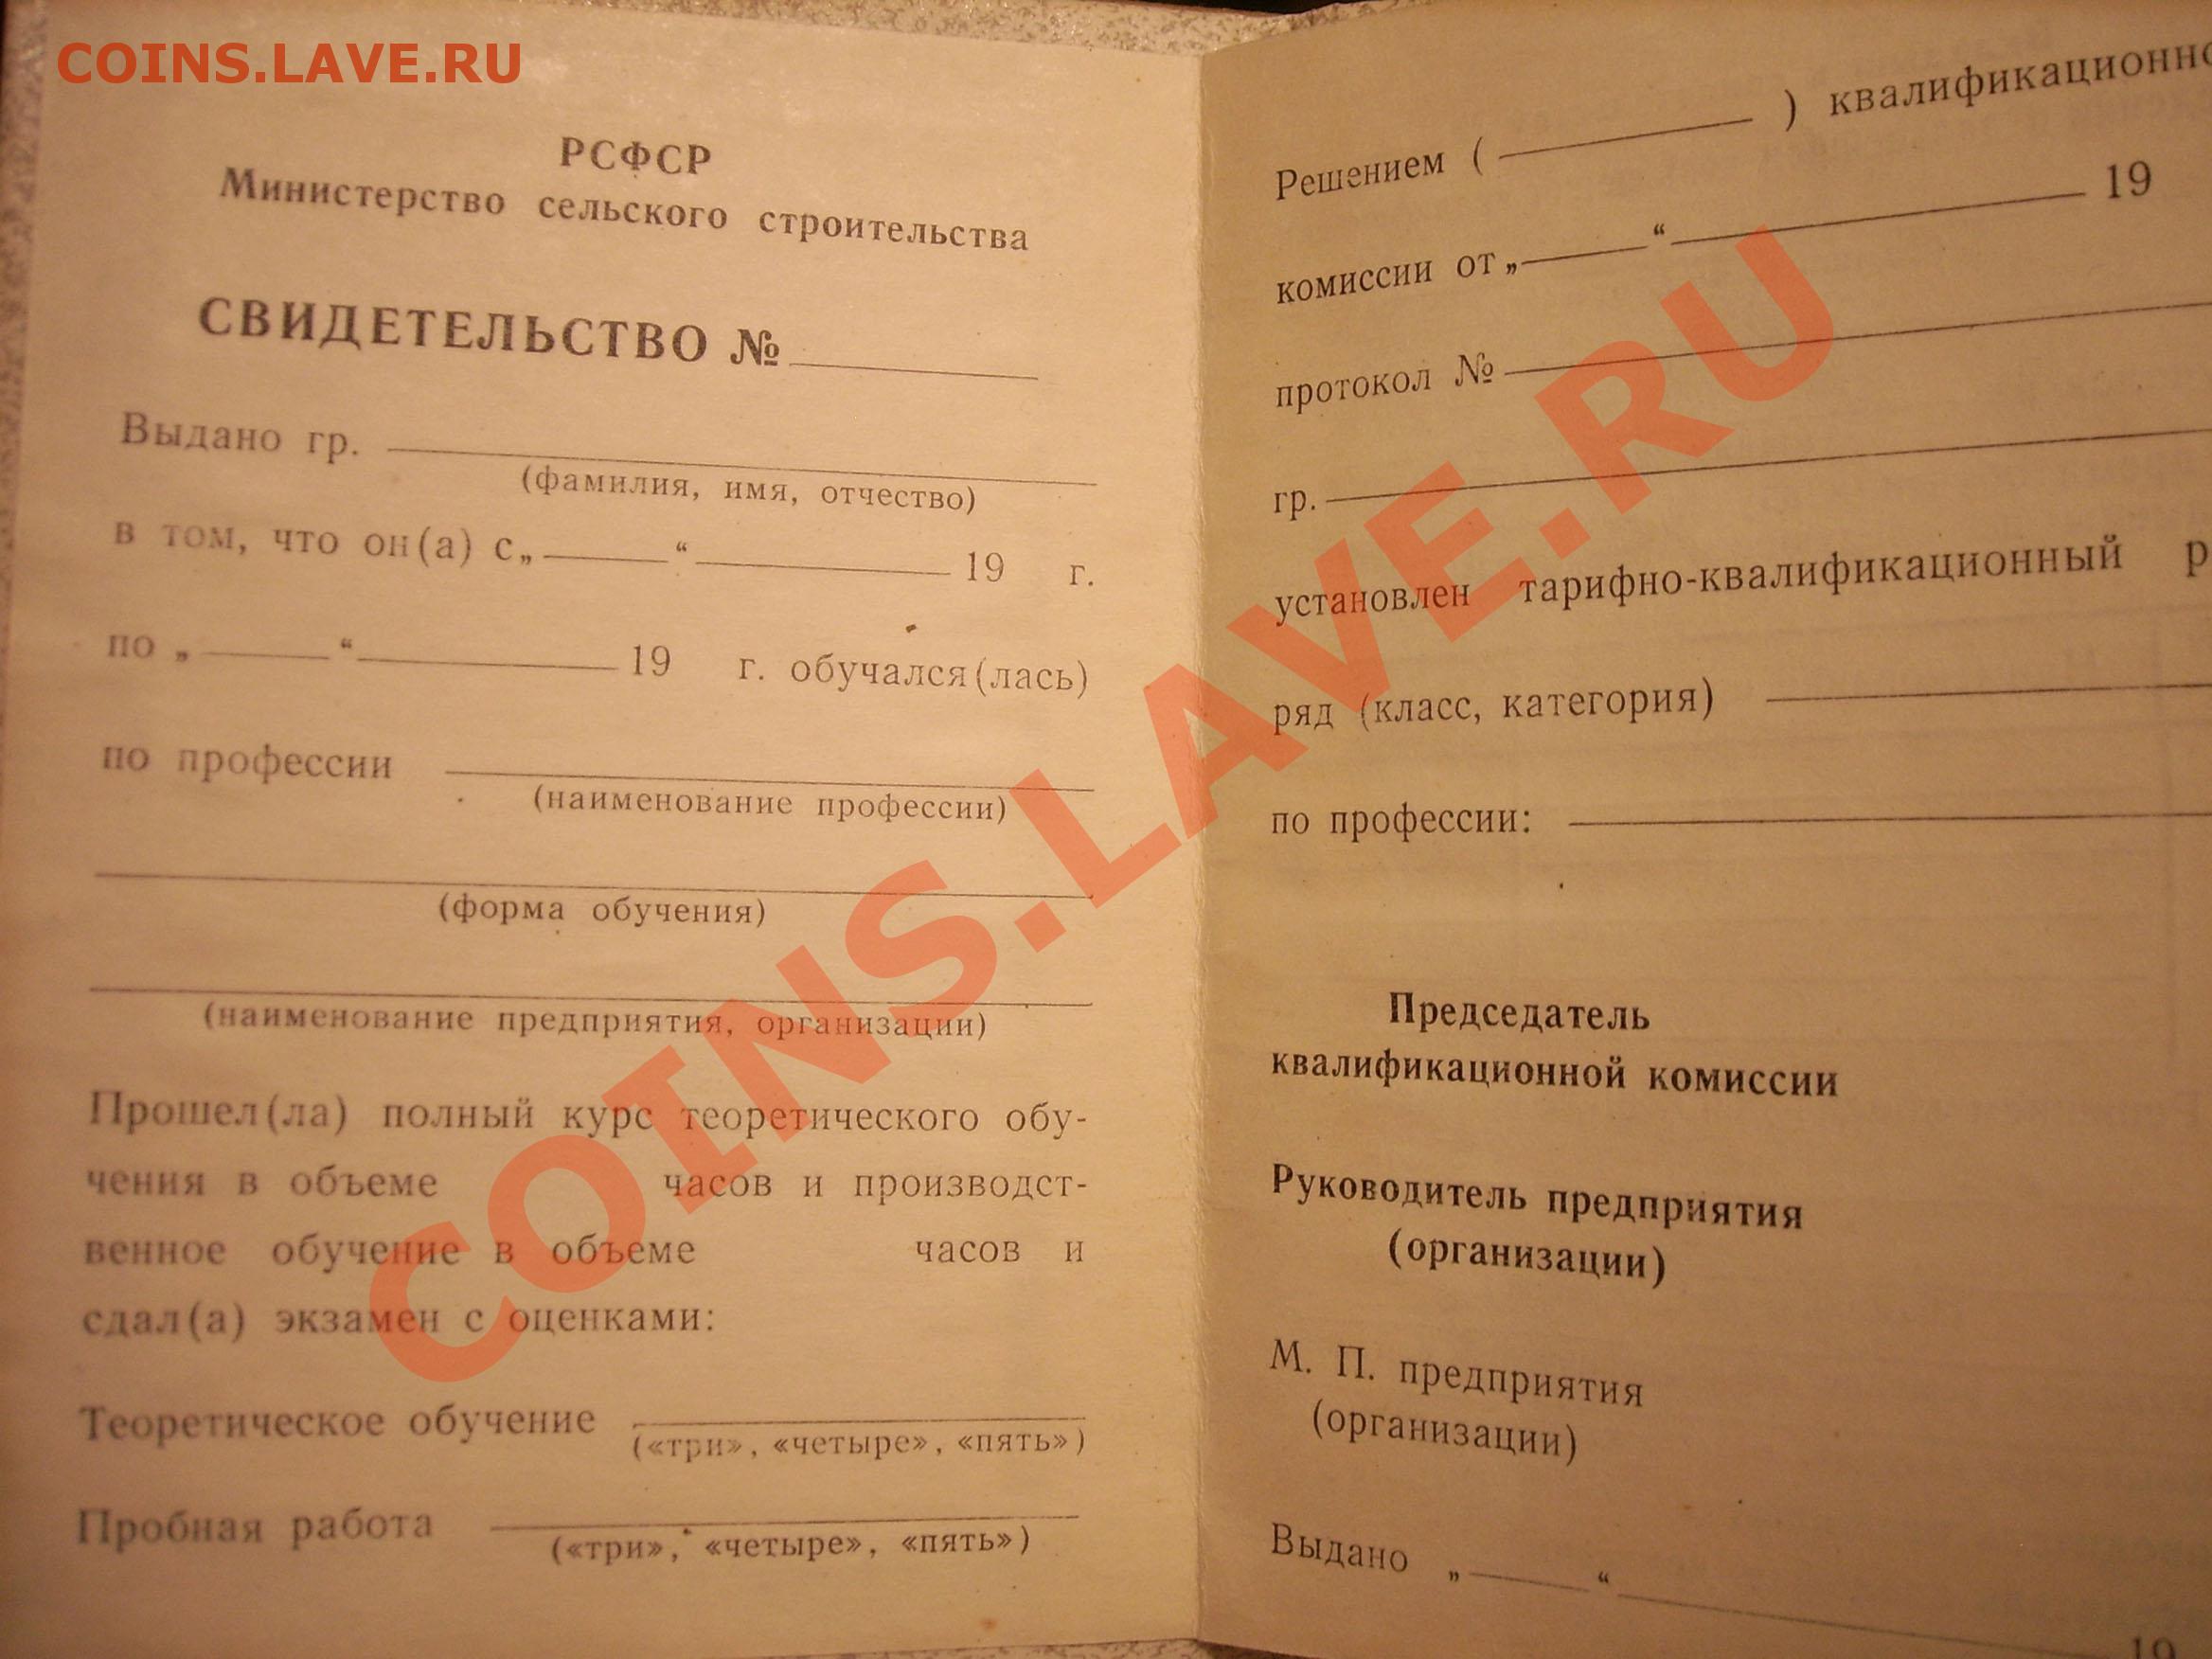 COINS.LAVE.RU
РСФСР
Министерство сельского строительства
СВИДЕТЕЛЬСТВО №
Выдано гр.
(фамилия, имя, отчество)
в том, что он(а) с „ “ 19 г.
по „ “ 19 г. обучался(лась)
по профессии
(наименование профессии)
(форма обучения)
(наименование предприятия, организации)
Прошел(ла) полный курс теоретического обу-
чения в объеме часов и производст-
венное обучение в объеме часов и
сдал(а) экзамен с оценками:
Теоретическое обучение
(«три», «четыре», «пять»)
Пробная работа
(«три», «четыре», «пять»)
Решением ( ) квалификационно
комиссии от „ “ 19
протокол №
гр.
установлен тарифно-квалификационный р
ряд (класс, категория)
по профессии:
Председатель
квалификационной комиссии
Руководитель предприятия
(организации)
М. П. предприятия
(организации)
Выдано „ “
19
COINS.LAVE.RU